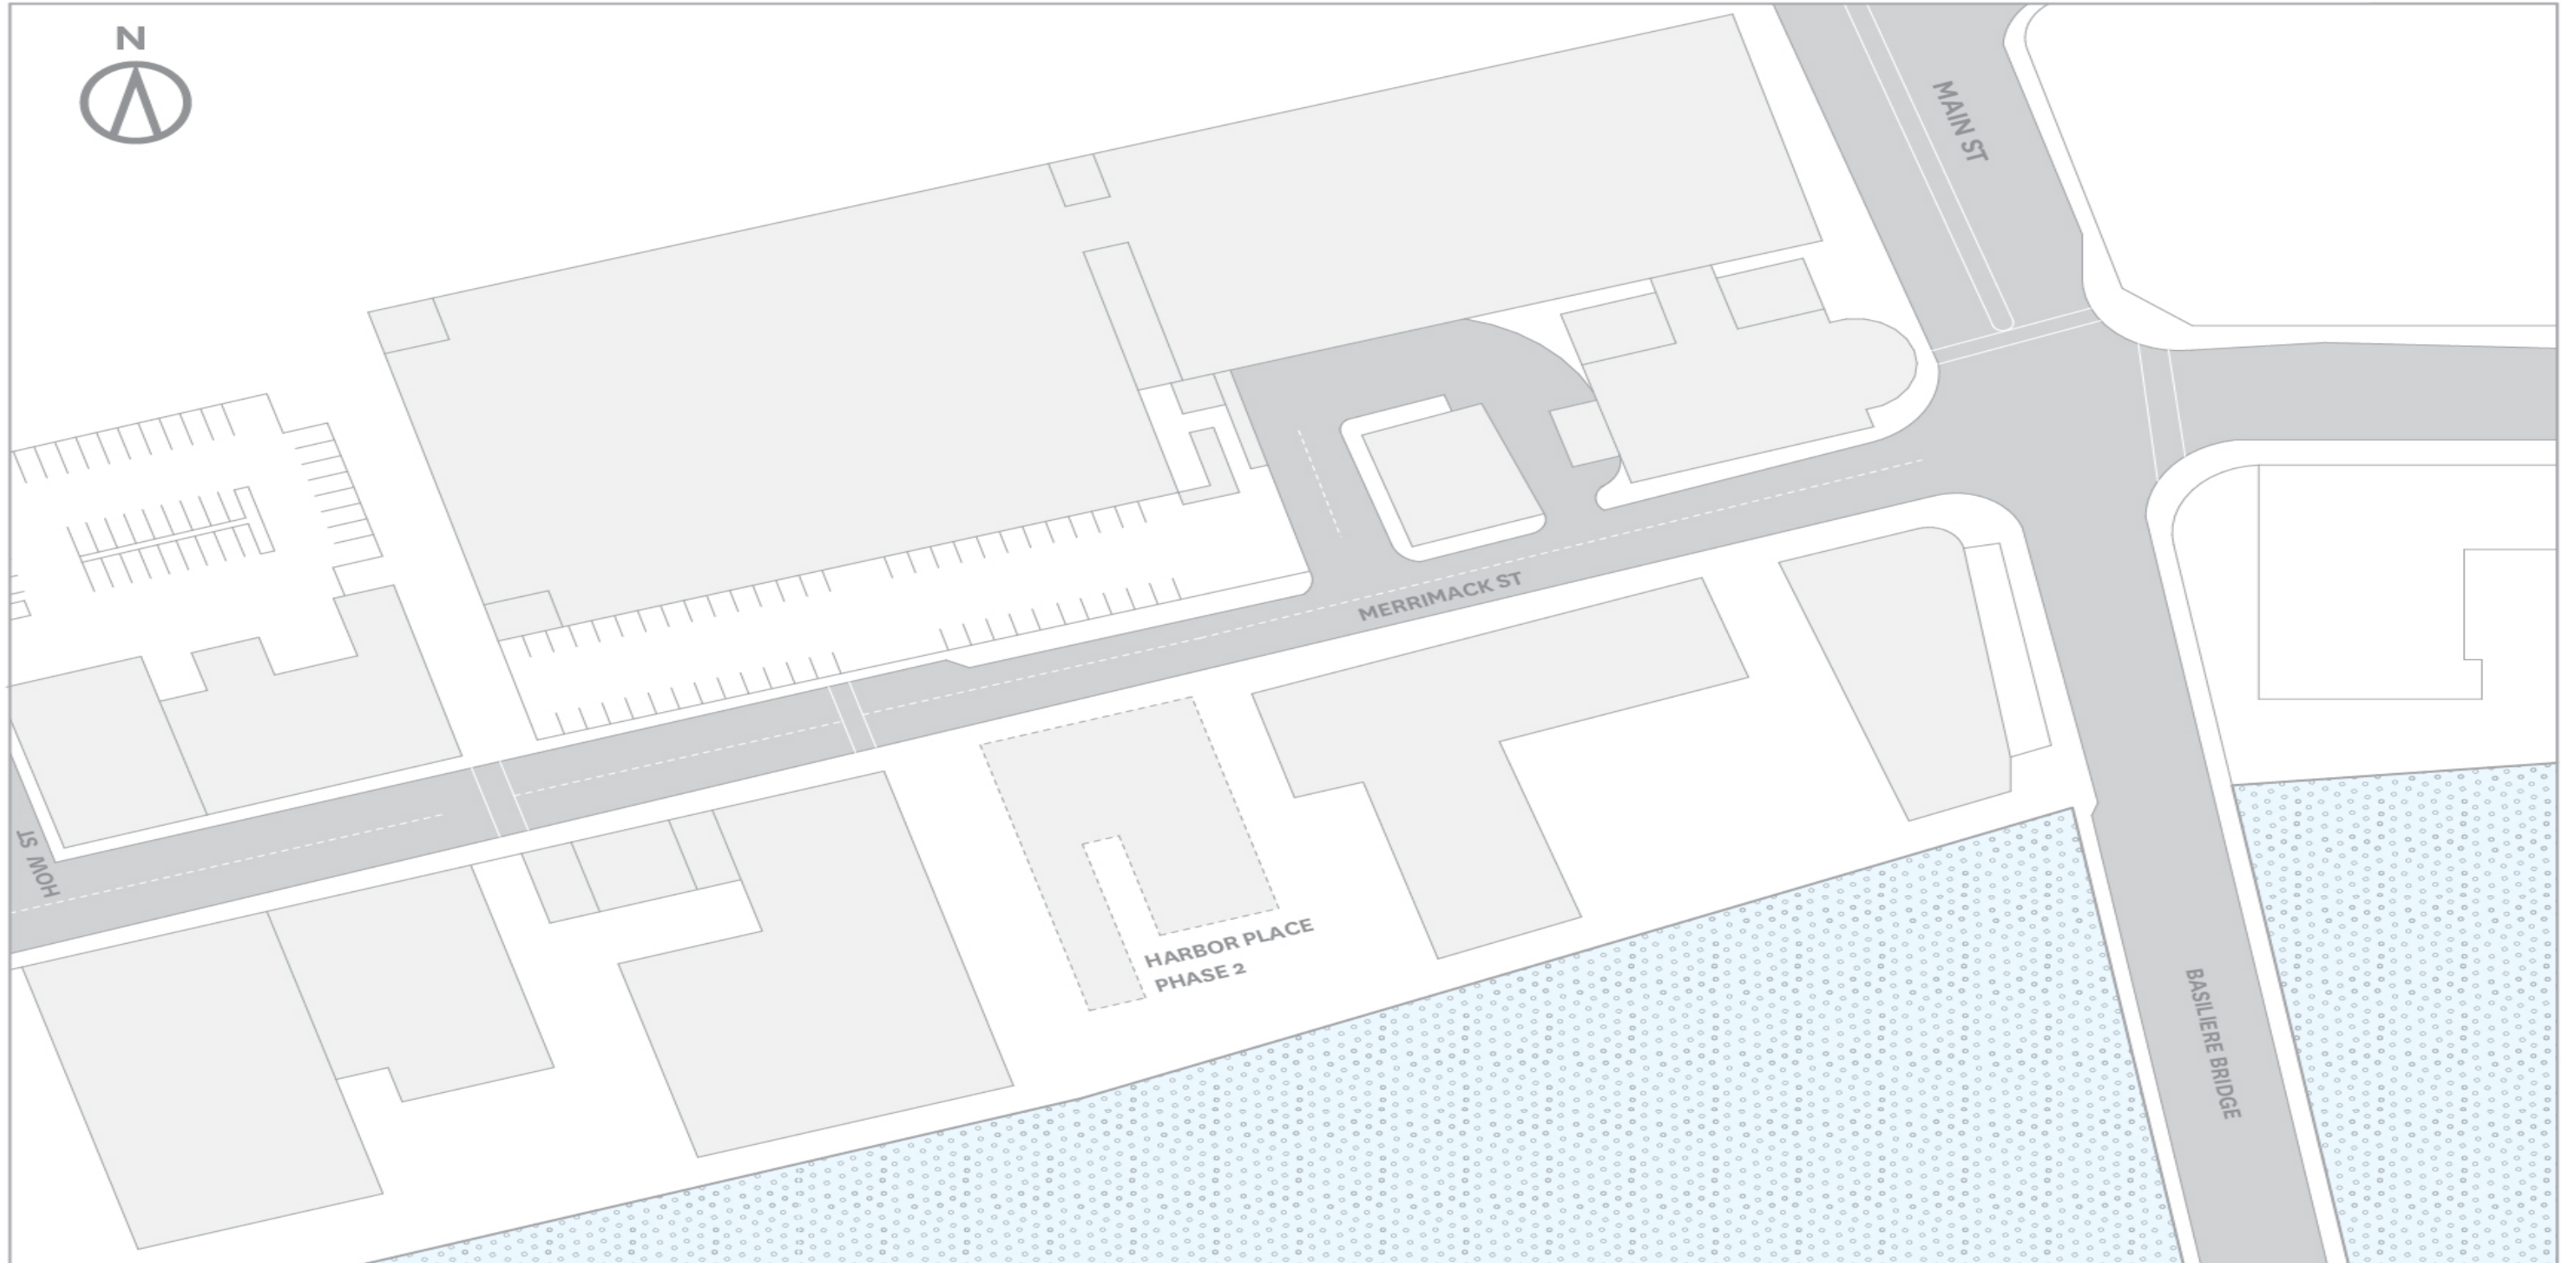 N
MAIN ST
MERRIMACK ST
HOW ST
HARBOR PLACE
PHASE 2
BASILIERE BRIDGE